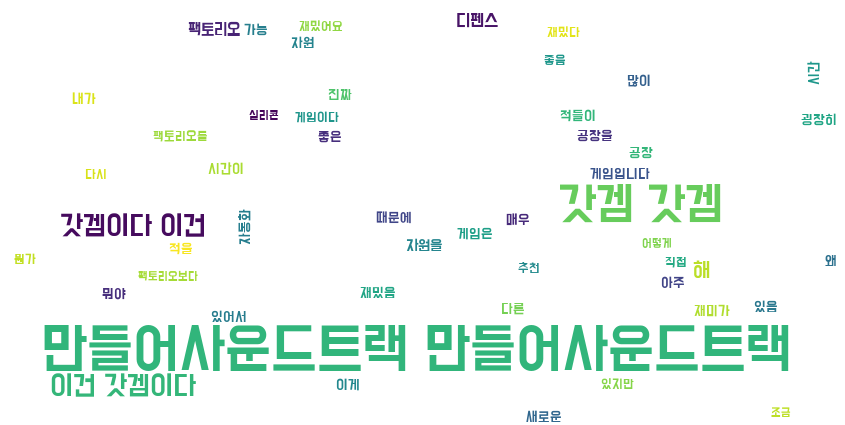 디펜스
팩토리오 가능 재밌어요
재밌다
자원
좋음
시간
많이
내가 진짜
실리콘 게임이다 적들이 굉장히
팩토리오를 좋은 공장을
공장
다시 시간이 게임입니다
갓겜 갓겜
갓겜이다 이건 자동화 때문에 매우
게임은
적을 자원을 어떻게
뭔가 추천 직접 해 왜
팩토리오보다 아주
뭐야 재밌음
있어서 다른 재미가 있음
만들어사운드트랙 만들어사운드트랙
이건 갓겜이다 이게 있지만
새로운 조금